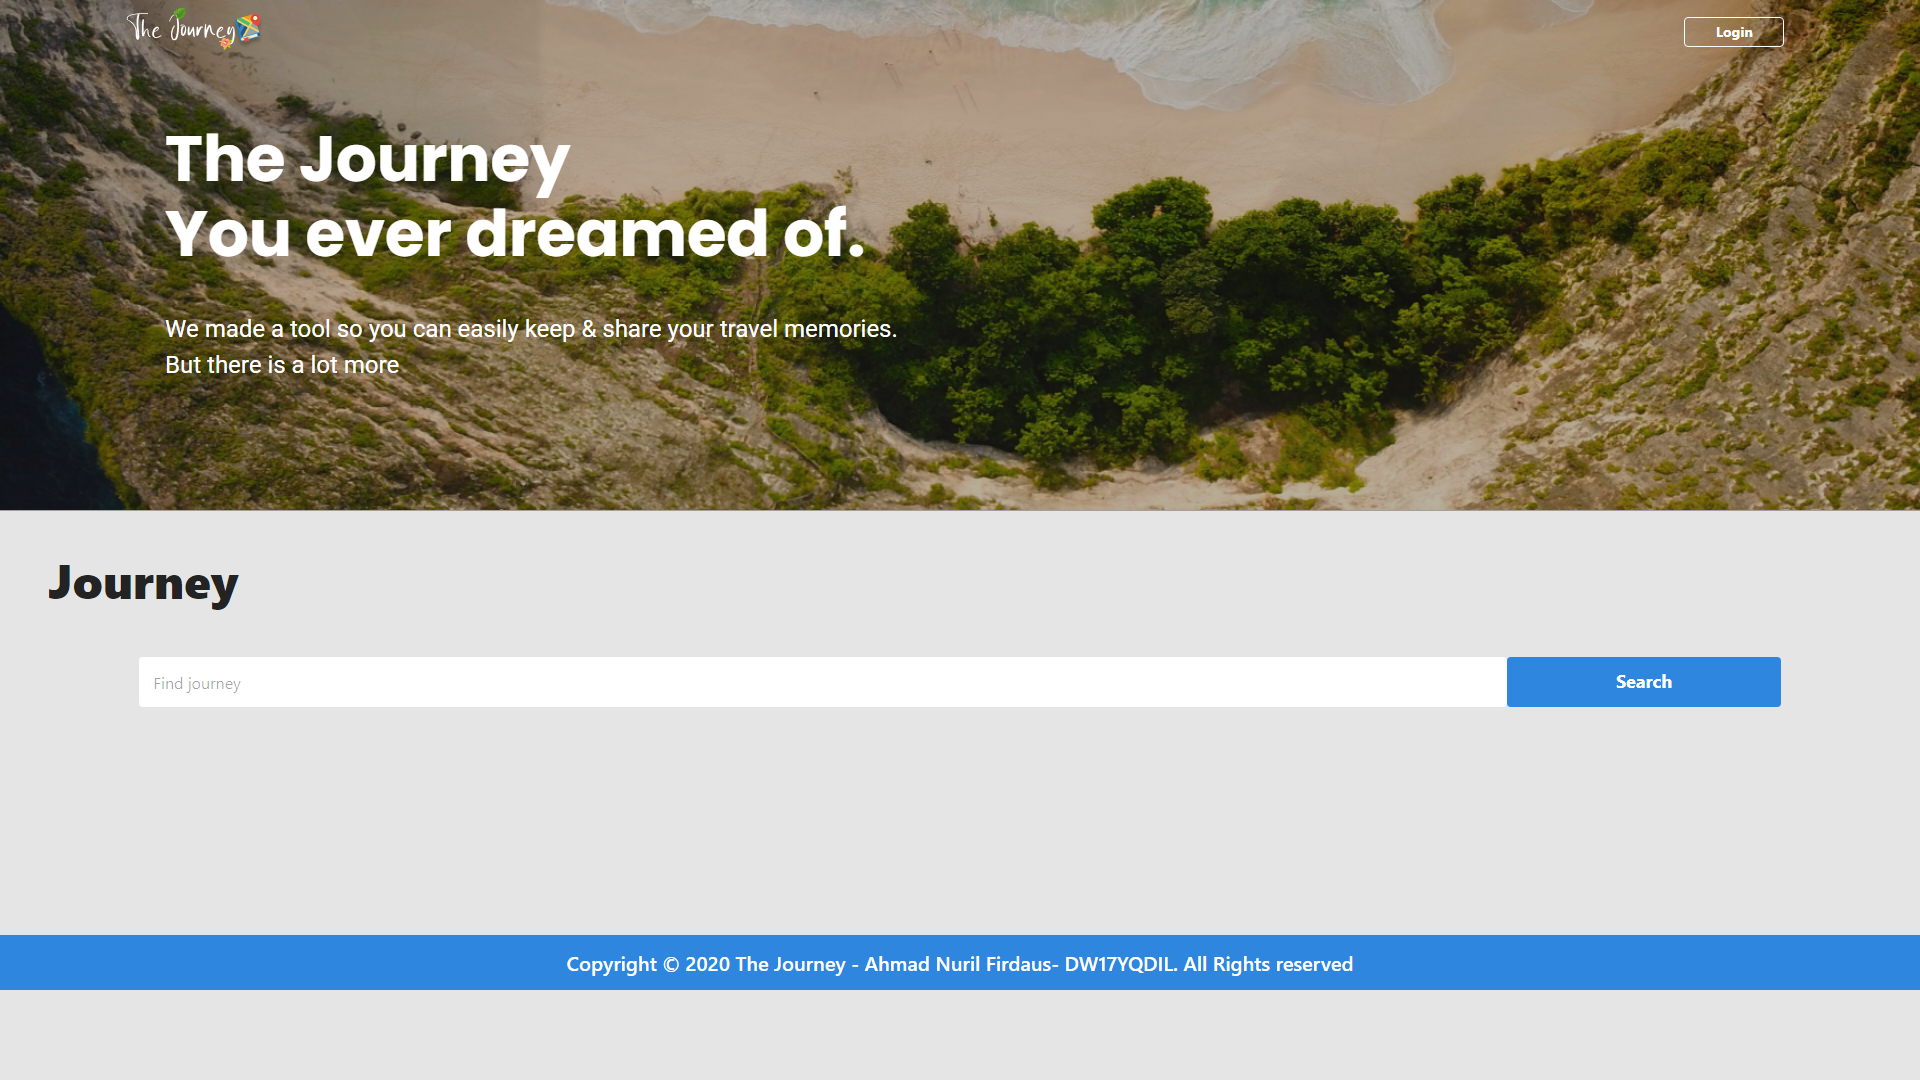 The Journey
Login
The Journey
You ever dreamed of.
We made a tool so you can easily keep & share your travel memories.
But there is a lot more
Journey
Find journey
Search
Copyright © 2020 The Journey - Ahmad Nuril Firdaus- DW17YQDIL. All Rights reserved